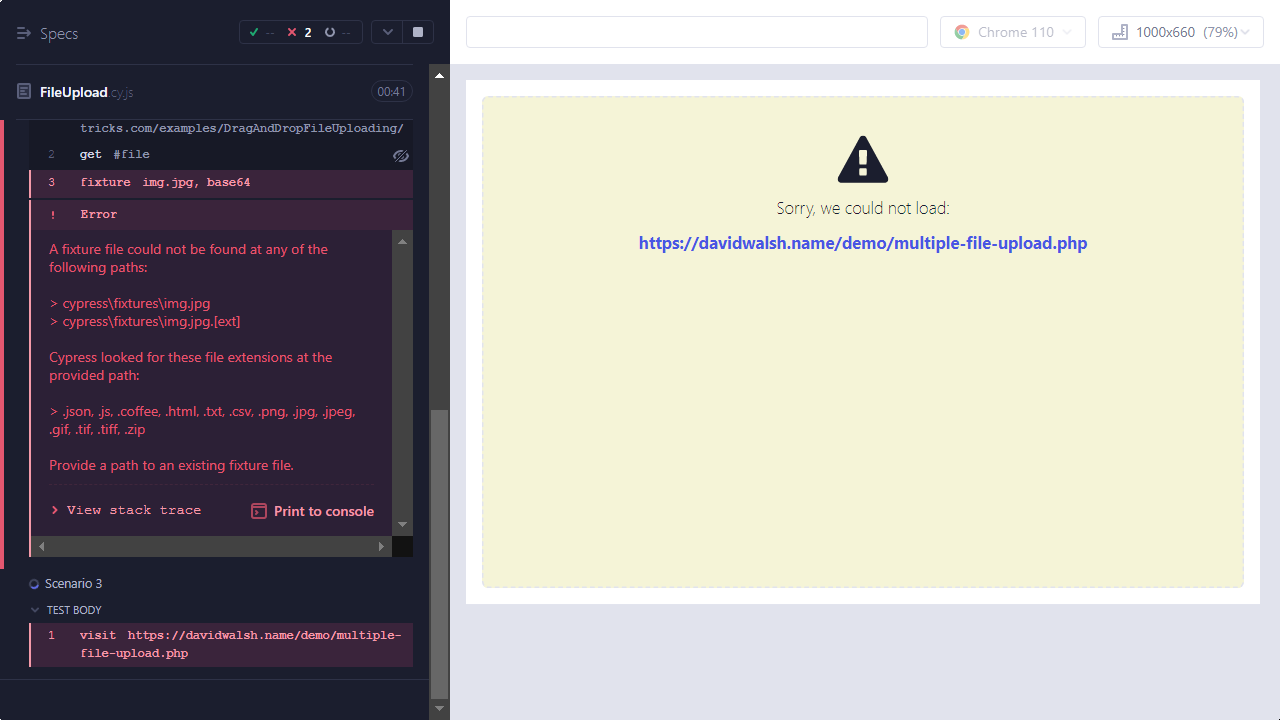 Specs
-- 2 --
FileUpload.cy.js
00:41
tricks.com/examples/DragAndDropFileUploading/
2 get #file
3 fixture img.jpg, base64
! Error
A fixture file could not be found at any of the
following paths:
> cypress\fixtures\img.jpg
> cypress\fixtures\img.jpg.[ext]
Cypress looked for these file extensions at the
provided path:
> .json, .js, .coffee, .html, .txt, .csv, .png, .jpg, .jpeg,
.gif, .tif, .tiff, .zip
Provide a path to an existing fixture file.
> View stack trace
Print to console
Scenario 3
TEST BODY
1 visit https://davidwalsh.name/demo/multiple-
file-upload.php
Chrome 110
1000x660 (79%)
Sorry, we could not load:
https://davidwalsh.name/demo/multiple-file-upload.php